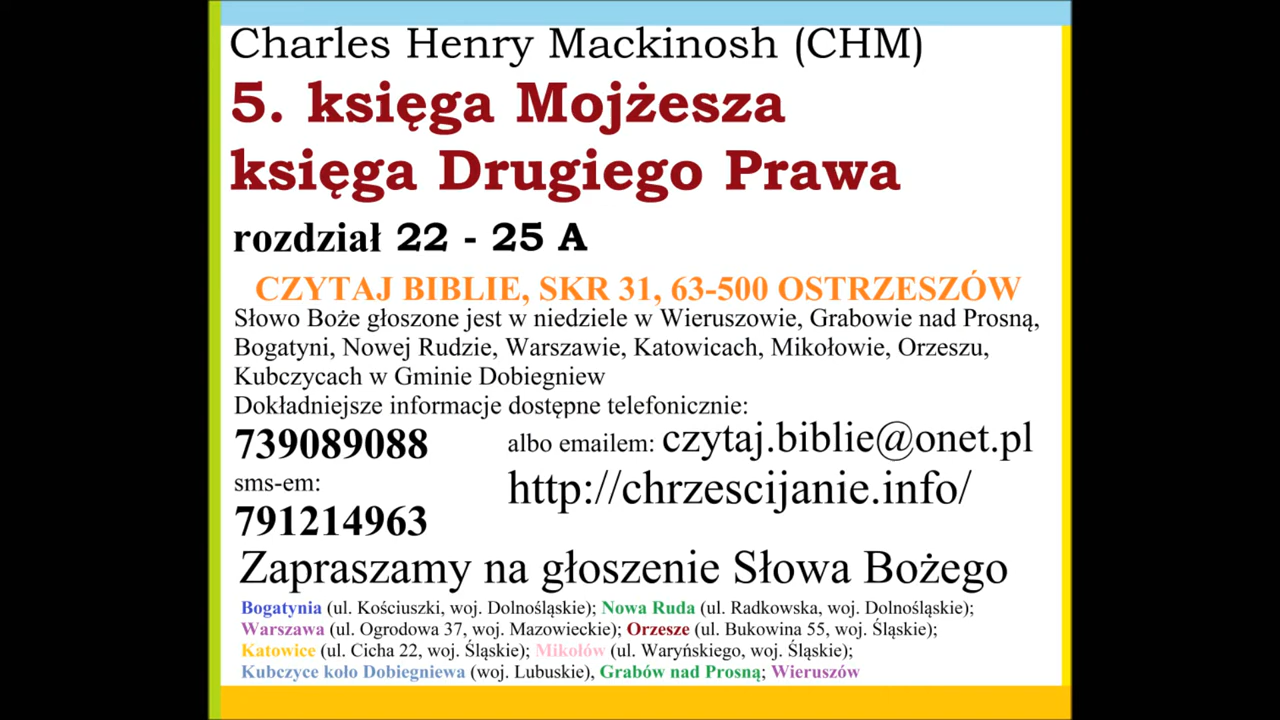 Charles Henry Mackinosh (CHM)
5. księga Mojżesza
księga Drugiego Prawa
rozdział 22 - 25 A
CZYTAJ BIBLIE, SKR 31, 63-500 OSTRZESZÓW
Słowo Boże głoszone jest w niedziele w Wieruszowie, Grabowie nad Prosną,
Bogatyni, Nowej Rudzie, Warszawie, Katowicach, Mikołowie, Orzeszu,
Kubczycach w Gminie Dobiegniew
Dokładniejsze informacje dostępne telefonicznie:
739089088
albo emailem: czytaj.biblie@onet.pl
sms-em:
http://chrzescijanie.info/
791214963
Zapraszamy na głoszenie Słowa Bożego
Bogatynia (ul. Kościuszki, woj. Dolnośląskie); Nowa Ruda (ul. Radkowska, woj. Dolnośląskie);
Warszawa (ul. Ogrodowa 37, woj. Mazowieckie); Orzesze (ul. Bukowina 55, woj. Śląskie);
Katowice (ul. Cicha 22, woj. Śląskie); Mikołów (ul. Waryńskiego, woj. Śląskie);
Kubczyce koło Dobiegniewa (woj. Lubuskie), Grabów nad Prosną; Wieruszów